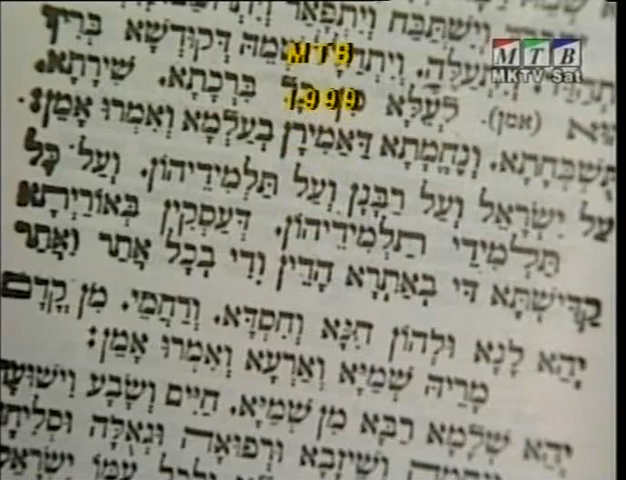 וְיִשְׁתַּבַּח וְיִתְפָּאַר
דְּקוּדְשָׁא בְּרִיךְ
(אמן). לְעֵלָּא מִן כָּל בִּרְכָתָא. שִׁירָתָא.
תֻּשְׁבְּחָתָא. וְנֶחֱמָתָא דַּאֲמִירָן בְּעָלְמָא וְאִמְרוּ אָמֵן:
עַל יִשְׂרָאֵל וְעַל רַבָּנָן וְעַל תַּלְמִידֵיהוֹן. וְעַל כָּל
תַּלְמִידֵי תַלְמִידֵיהוֹן. דְּעָסְקִין בְּאוֹרַיְתָא
קַדִּישְׁתָּא דִּי בְאַתְרָא הָדֵין וְדִי בְכָל אֲתַר וַאֲתַר
יְהֵא לָנָא וּלְהוֹן חִנָּא וְחִסְדָּא. וְרַחֲמֵי. מִן קֳדָם
מָרֵיהּ שְׁמַיָּא וְאַרְעָא וְאִמְרוּ אָמֵן:
יְהֵא שְׁלָמָא רַבָּא מִן שְׁמַיָּא. חַיִּים וְשָׂבָע וִישׁוּעָה
וְשֵׁיזָבָא וּרְפוּאָה וּגְאֻלָּה
עַמּוֹ
MTB
1999
MTB
MKTV Sat